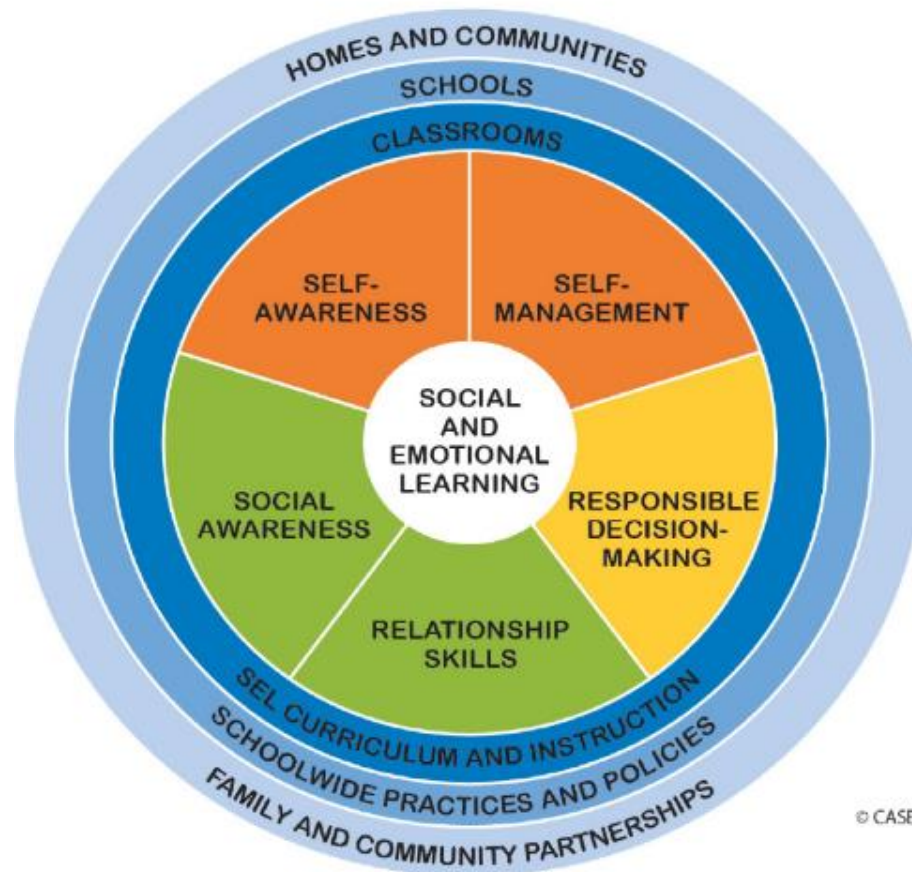 HOMES AND COMMUNITIES
SCHOOLS
CLASSROOMS
SELF-
AWARENESS
SELF-
MANAGEMENT
SOCIAL
AND
EMOTIONAL
LEARNING
SOCIAL
AWARENESS
RESPONSIBLE
DECISION-
MAKING
RELATIONSHIP
SKILLS
SEL CURRICULUM AND INSTRUCTION
SCHOOLWIDE PRACTICES AND POLICIES
FAMILY AND COMMUNITY PARTNERSHIPS
© CASE